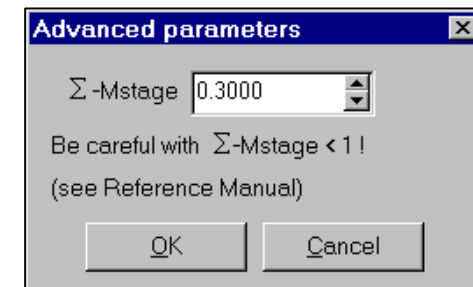 Advanced parameters
Σ-Mstage 0.3000
Be careful with Σ-Mstage < 1 !
(see Reference Manual)
OK Cancel